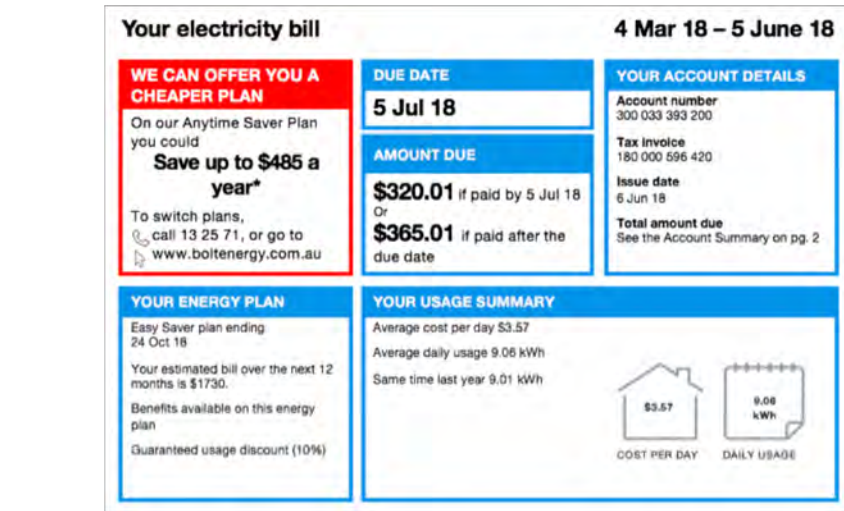 Your electricity bill
4 Mar 18 – 5 June 18
WE CAN OFFER YOU A
CHEAPER PLAN
On our Anytime Saver Plan
you could
Save up to $485 a
year*
To switch plans,
call 13 25 71, or go to
www.boltenergy.com.au
DUE DATE
5 Jul 18
AMOUNT DUE
$320.01 if paid by 5 Jul 18
Or
$365.01 if paid after the
due date
YOUR ACCOUNT DETAILS
Account number
300 033 393 200
Tax invoice
180 000 596 420
Issue date
6 Jun 18
Total amount due
See the Account Summary on pg. 2
YOUR ENERGY PLAN
Easy Saver plan ending
24 Oct 18
Your estimated bill over the next 12
months is $1730.
Benefits available on this energy
plan
Guaranteed usage discount (10%)
YOUR USAGE SUMMARY
Average cost per day $3.57
Average daily usage 9.06 kWh
Same time last year 9.01 kWh
$3.57
COST PER DAY
9.06
kWh
DAILY USAGE